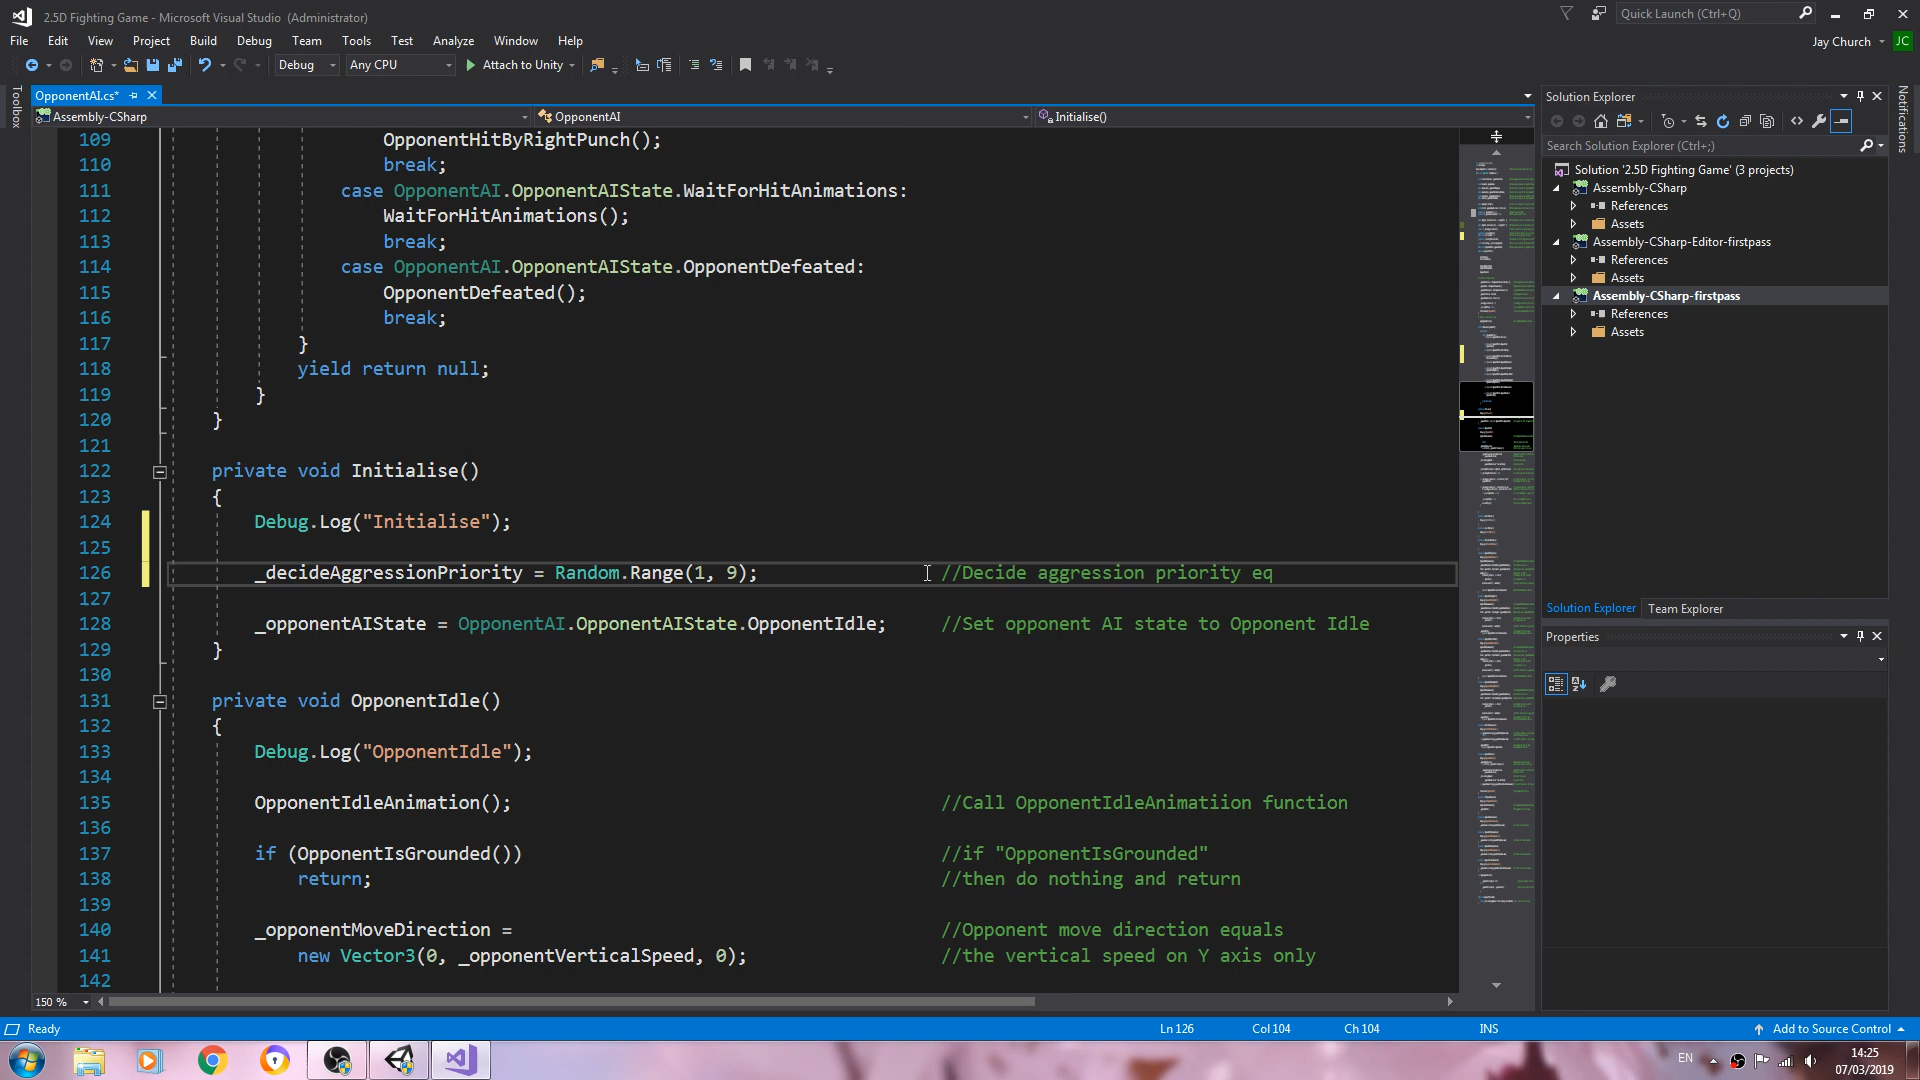 2.5D Fighting Game - Microsoft Visual Studio (Administrator)
Quick Launch (Ctrl+Q)
File Edit View Project Build Debug Team Tools Test Analyze Window Help
Jay Church JC
Debug Any CPU Attach to Unity
Toolbox
OpponentAI.cs*
Assembly-CSharp OpponentAI Initialise()
109 OpponentHitByRightPunch();
110 break;
111 case OpponentAI.OpponentAIState.WaitForHitAnimations:
112 WaitForHitAnimations();
113 break;
114 case OpponentAI.OpponentAIState.OpponentDefeated:
115 OpponentDefeated();
116 break;
117 }
118 yield return null;
119 }
120 }
121
122 private void Initialise()
123 {
124 Debug.Log("Initialise");
125
126 _decideAggressionPriority = Random.Range(1, 9); //Decide aggression priority eq
127
128 _opponentAIState = OpponentAI.OpponentAIState.OpponentIdle; //Set opponent AI state to Opponent Idle
129 }
130
131 private void OpponentIdle()
132 {
133 Debug.Log("OpponentIdle");
134
135 OpponentIdleAnimation(); //Call OpponentIdleAnimatiion function
136
137 if (OpponentIsGrounded()) //if "OpponentIsGrounded"
138 return; //then do nothing and return
139
140 _opponentMoveDirection = //Opponent move direction equals
141 new Vector3(0, _opponentVerticalSpeed, 0); //the vertical speed on Y axis only
142
150 %
Solution Explorer
Search Solution Explorer (Ctrl+;)
Solution '2.5D Fighting Game' (3 projects)
Assembly-CSharp
References
Assets
Assembly-CSharp-Editor-firstpass
References
Assets
Assembly-CSharp-firstpass
References
Assets
Solution Explorer Team Explorer
Properties
Notifications
Ready Ln 126 Col 104 Ch 104 INS Add to Source Control
EN
14:25
07/03/2019